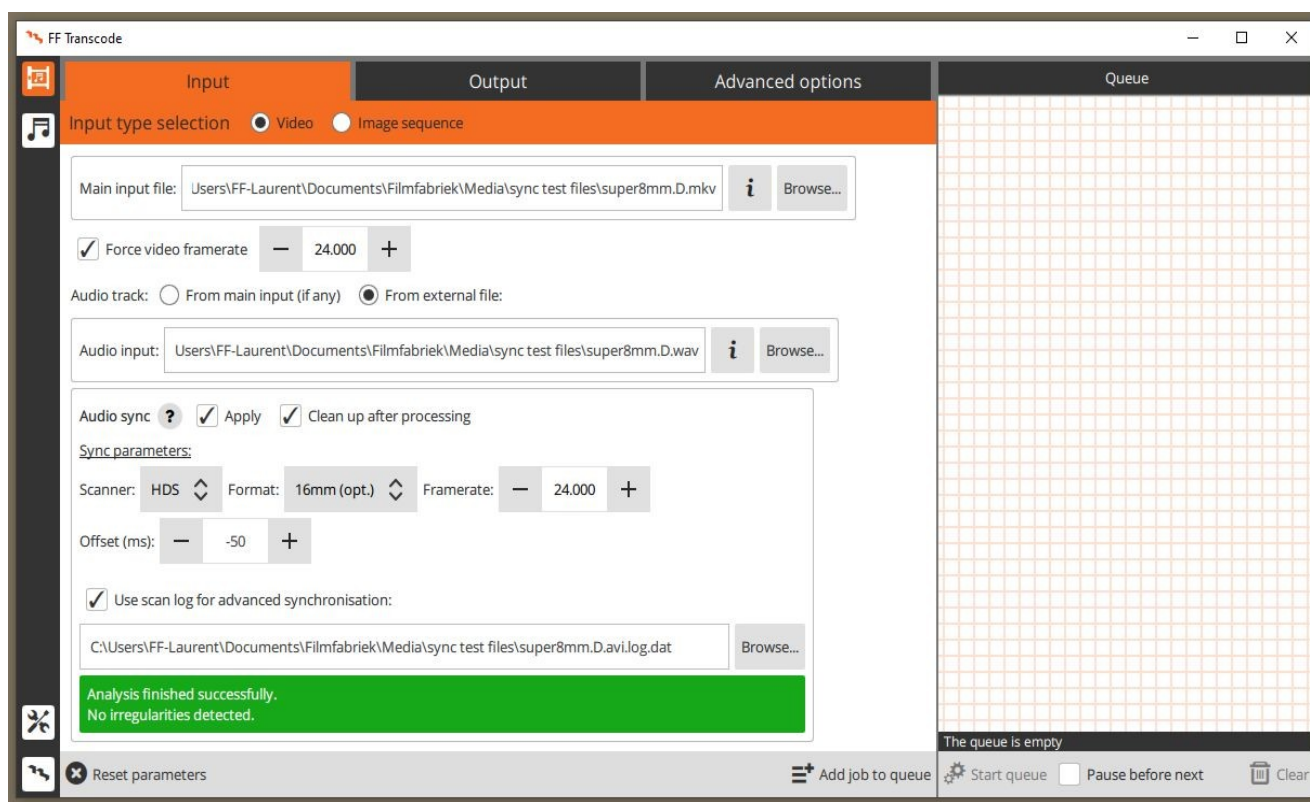 FF Transcode
Input Output Advanced options Queue
Input type selection Video Image sequence
Main input file: Users\FF-Laurent\Documents\Filmfabriek\Media\sync test files\super8mm.D.mkv i Browse...
Force video framerate − 24.000 +
Audio track: From main input (if any) From external file:
Audio input: Users\FF-Laurent\Documents\Filmfabriek\Media\sync test files\super8mm.D.wav i Browse...
Audio sync ? Apply Clean up after processing
Sync parameters:
Scanner: HDS Format: 16mm (opt.) Framerate: − 24.000 +
Offset (ms): − -50 +
Use scan log for advanced synchronisation:
C:\Users\FF-Laurent\Documents\Filmfabriek\Media\sync test files\super8mm.D.avi.log.dat Browse...
Analysis finished successfully.
No irregularities detected.
The queue is empty
Reset parameters Add job to queue Start queue Pause before next Clear